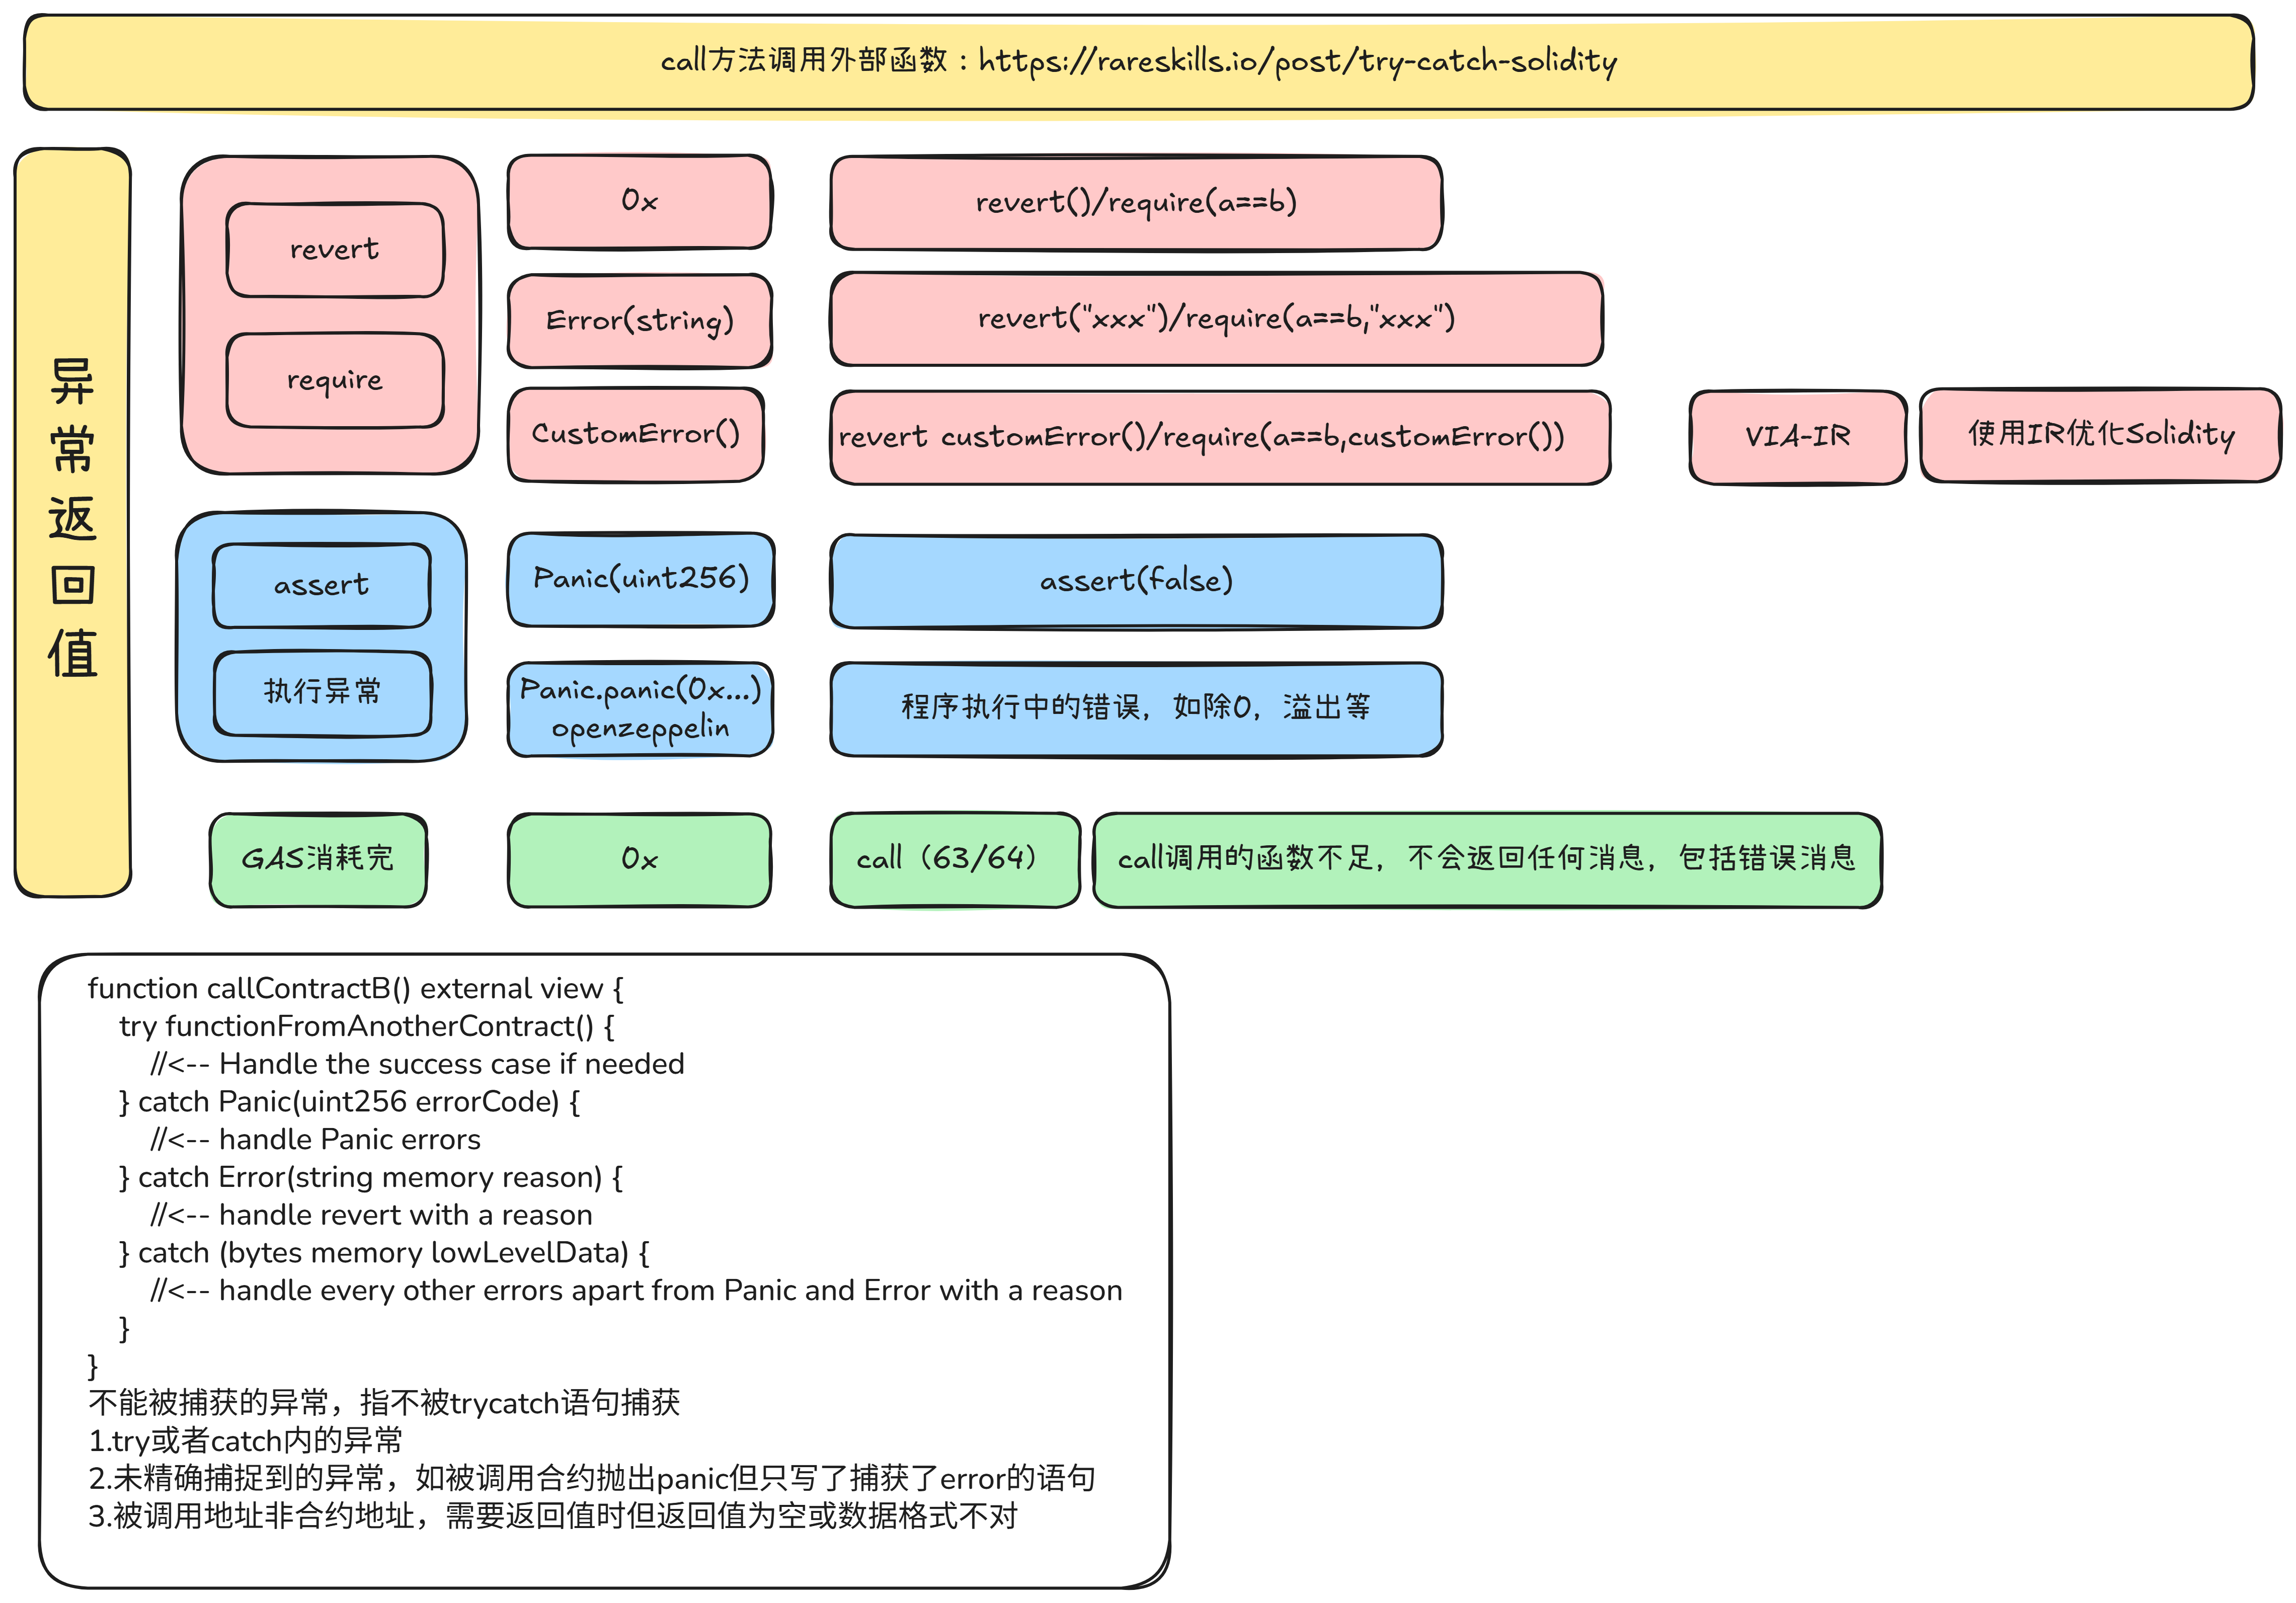 call方法调用外部函数：https://rareskills.io/post/try-catch-solidity
异
常
返
回
值
revert
require
0x
revert()/require(a==b)
Error(string)
revert("xxx")/require(a==b,"xxx")
CustomError()
revert customError()/require(a==b,customError())
VIA-IR
使用IR优化Solidity
assert
执行异常
Panic(uint256)
assert(false)
Panic.panic(0x...)
openzeppelin
程序执行中的错误，如除0，溢出等
GAS消耗完
0x
call（63/64）
call调用的函数不足，不会返回任何消息，包括错误消息
function callContractB() external view {
    try functionFromAnotherContract() {
        //<-- Handle the success case if needed
    } catch Panic(uint256 errorCode) {
        //<-- handle Panic errors
    } catch Error(string memory reason) {
        //<-- handle revert with a reason
    } catch (bytes memory lowLevelData) {
        //<-- handle every other errors apart from Panic and Error with a reason
    }
}
不能被捕获的异常，指不被trycatch语句捕获
1.try或者catch内的异常
2.未精确捕捉到的异常，如被调用合约抛出panic但只写了捕获了error的语句
3.被调用地址非合约地址，需要返回值时但返回值为空或数据格式不对